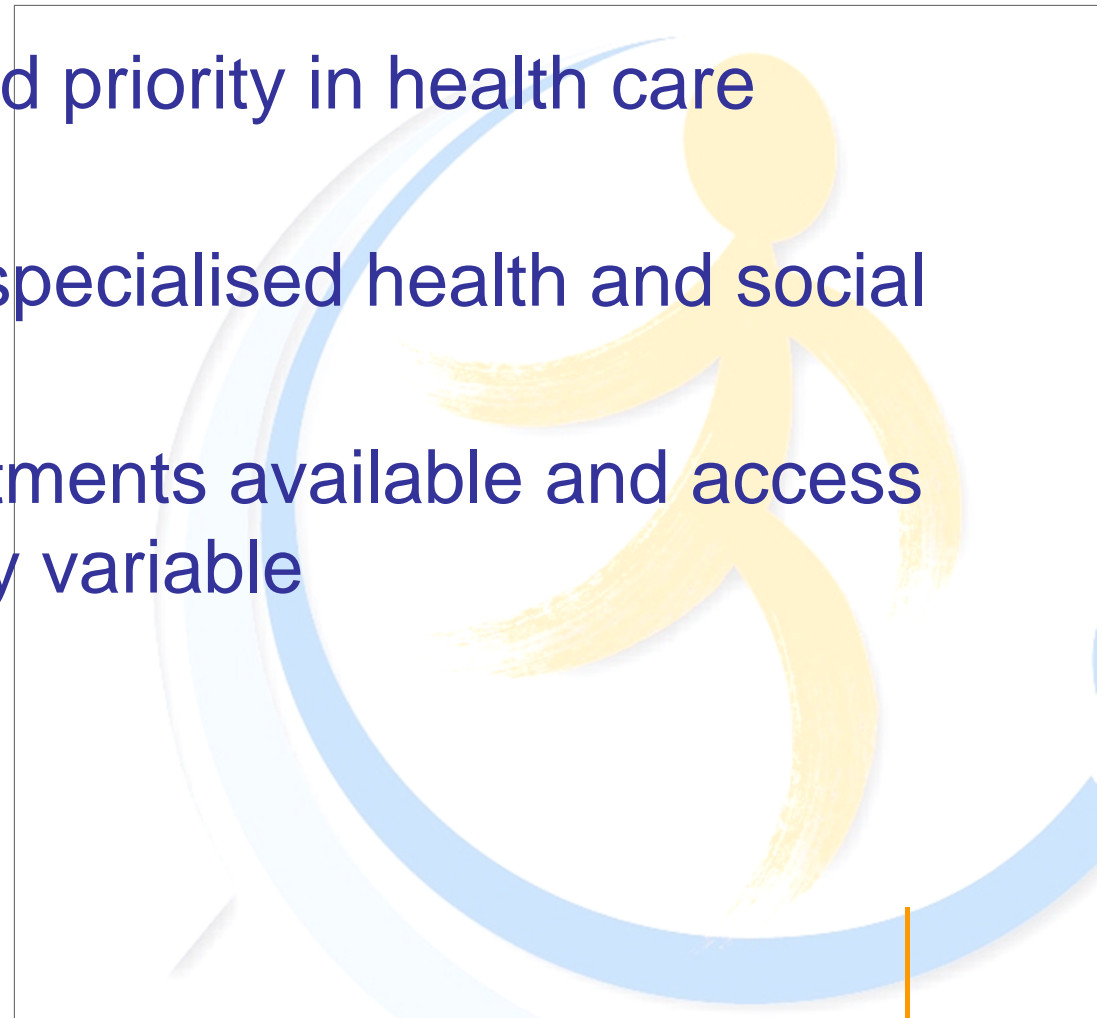 d priority in health care
specialised health and social
tments available and access
y variable